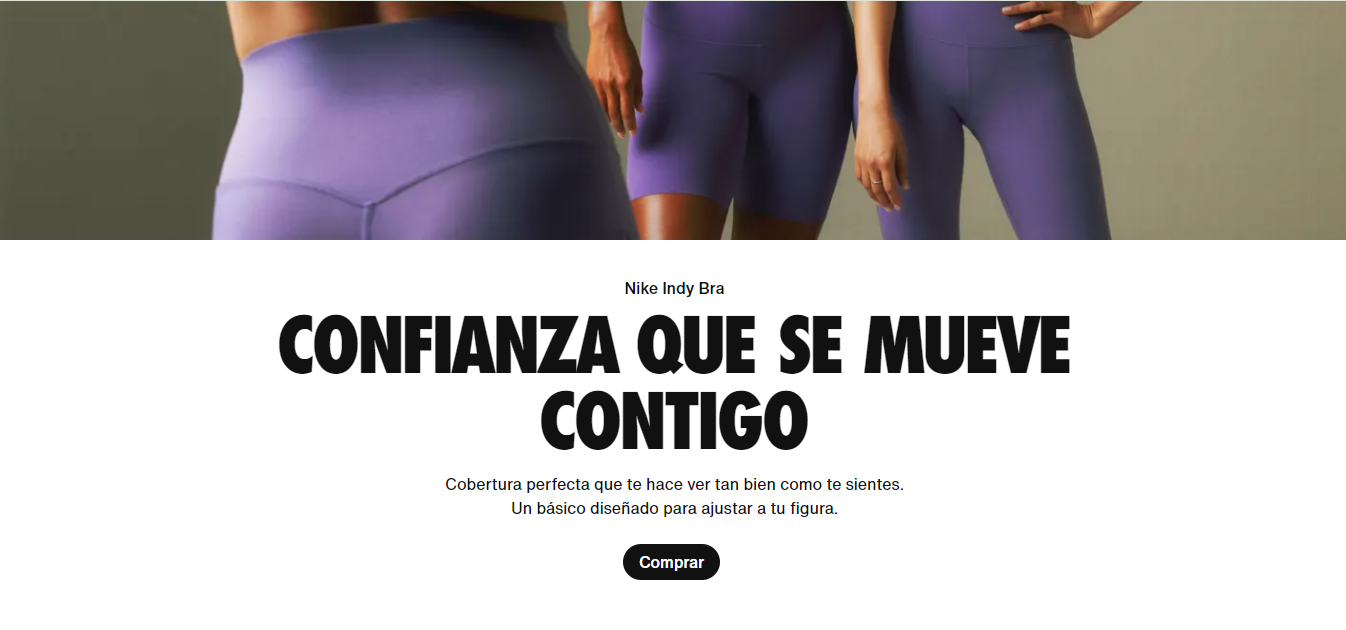 Nike Indy Bra
CONFIANZA QUE SE MUEVE
CONTIGO
Cobertura perfecta que te hace ver tan bien como te sientes.
Un básico diseñado para ajustar a tu figura.
Comprar